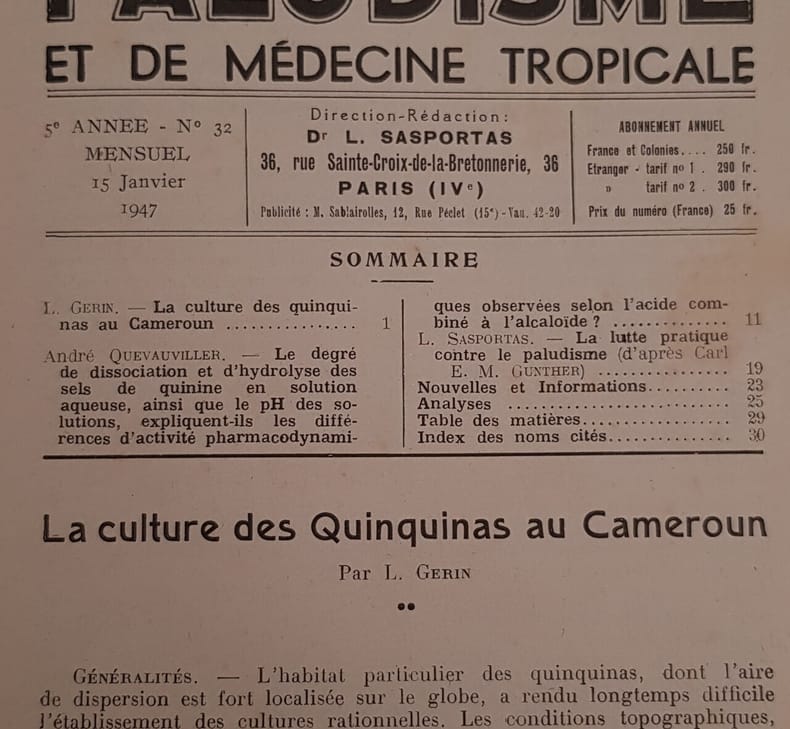 PALUDISME
ET DE MÉDECINE TROPICALE
5e ANNEE - No 32
MENSUEL
15 Janvier
1947
Direction-Rédaction :
Dr L. SASPORTAS
36, rue Sainte-Croix-de-la-Bretonnerie, 36
PARIS (IVe)
Publicité : M. Sablairolles, 12, Rue Péclet (15e) - Vau. 42-20
ABONNEMENT ANNUEL
France et Colonies.... 250 fr.
Etranger - tarif no 1 . 290 fr.
» tarif no 2 . 300 fr.
Prix du numéro (France) 25 fr.
SOMMAIRE
L. GERIN. — La culture des quinqui-
nas au Cameroun ................ 1
André QUEVAUVILLER. — Le degré
de dissociation et d'hydrolyse des
sels de quinine en solution
aqueuse, ainsi que le pH des so-
lutions, expliquent-ils les diffé-
rences d'activité pharmacodynami-
ques observées selon l'acide com-
biné à l'alcaloïde ? .............. 11
L. SASPORTAS. — La lutte pratique
contre le paludisme (d'après Carl
E. M. GUNTHER) ................ 19
Nouvelles et Informations.......... 23
Analyses ........................... 25
Table des matières.................. 29
Index des noms cités............... 30
La culture des Quinquinas au Cameroun
Par L. GERIN
GÉNÉRALITÉS. — L'habitat particulier des quinquinas, dont l'aire
de dispersion est fort localisée sur le globe, a rendu longtemps difficile
l'établissement des cultures rationnelles. Les conditions topographiques,